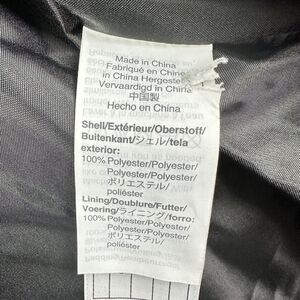 Made in China
Fabriqué en Chine
in China Hergestellt
Vervaardigd in China
中国製
Hecho en China
Shell/Extérieur/Oberstoff/
Buitenkant/シェル/tela
exterior:
100% Polyester/Polyester/
Polyester/Polyester/
ポリエステル/
poliéster
Lining/Doublure/Futter/
Voering/ライニング/forro:
100% Polyester/Polyester/
Polyester/Polyester/
ポリエステル/
poliéster